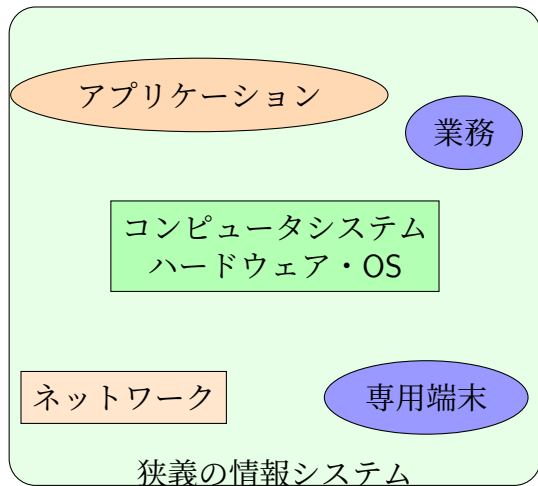 アプリケーション
業務
コンピュータシステム
ハードウェア・OS
ネットワーク
専用端末
狭義の情報システム